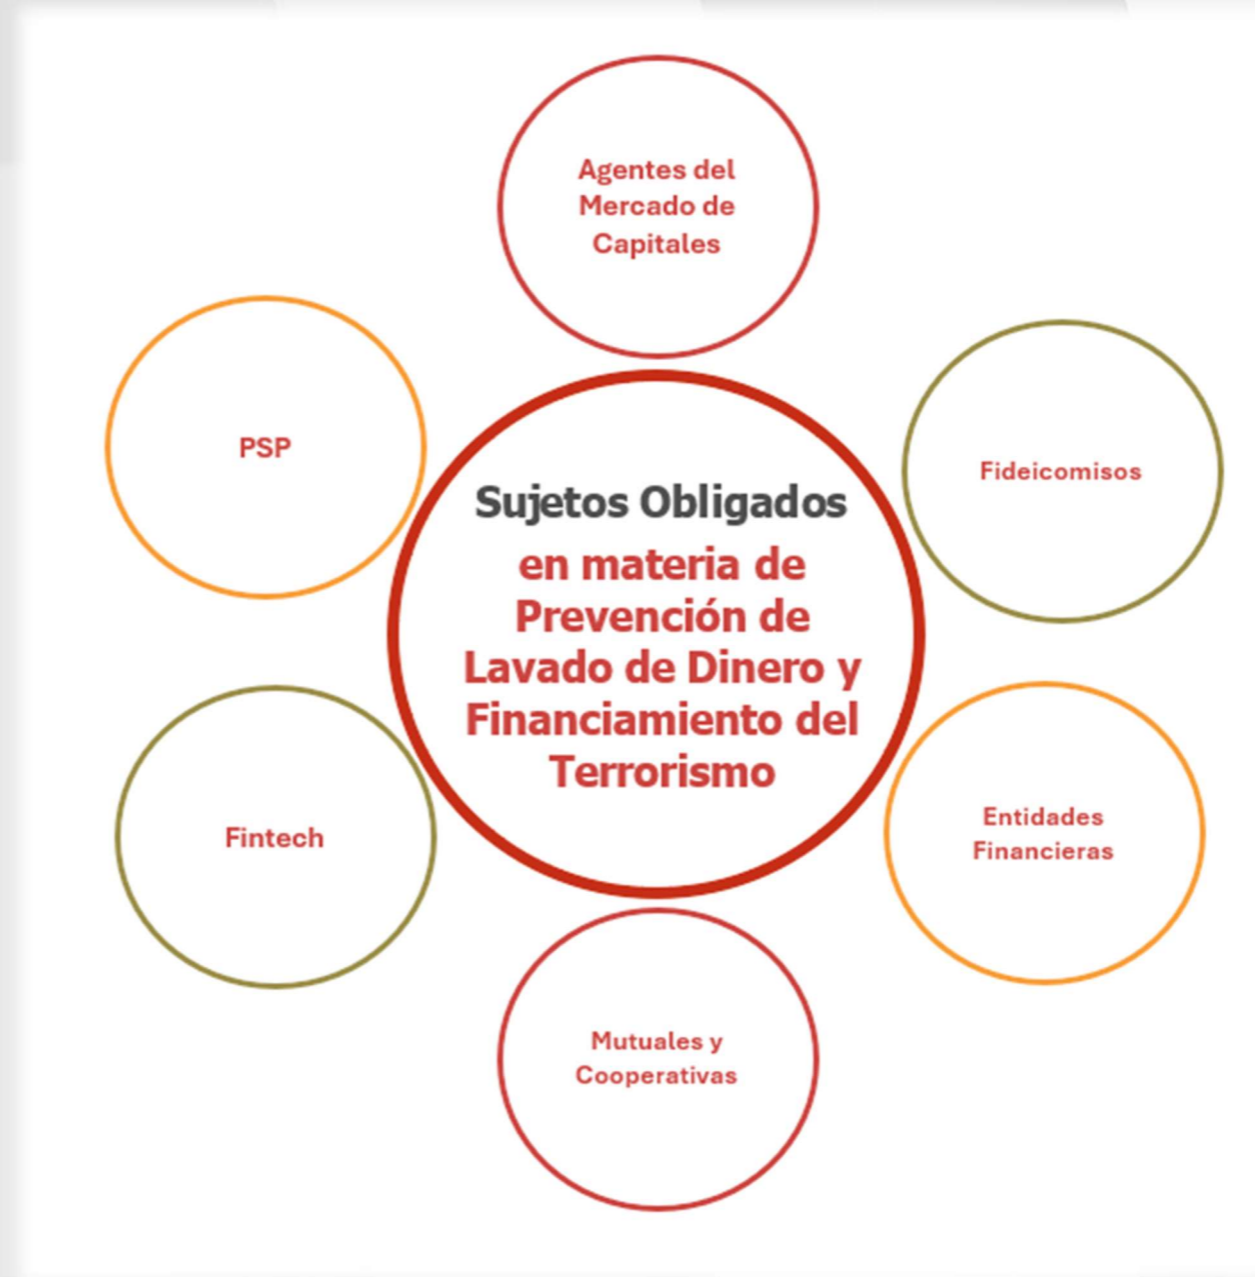 Agentes del
Mercado de
Capitales
PSP
Fideicomisos
Sujetos Obligados
en materia de
Prevención de
Lavado de Dinero y
Financiamiento del
Terrorismo
Fintech
Entidades
Financieras
Mutuales y
Cooperativas